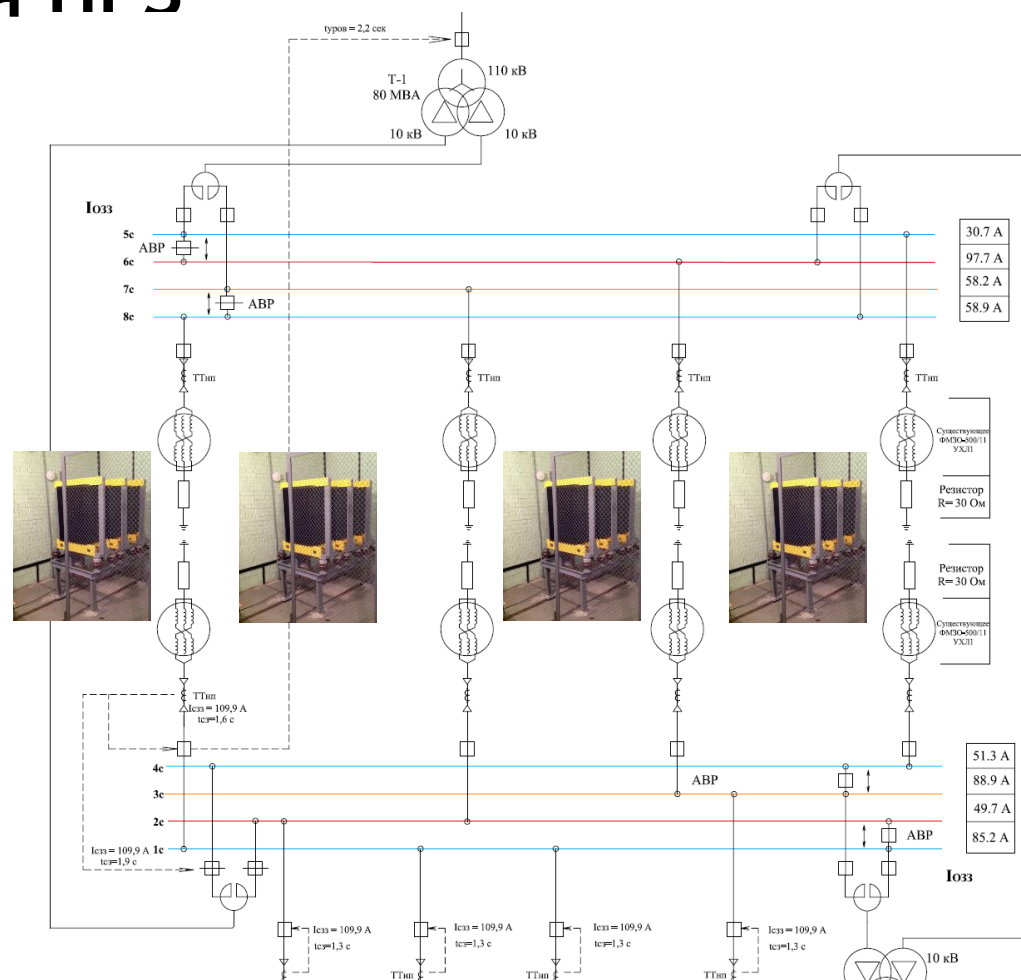 tуров = 2,2 сек
110 кВ
Т-1
80 МВА
10 кВ
10 кВ
Iозз
5с
30.7 А
АВР
6с
97.7 А
7с
58.2 А
АВР
8с
58.9 А
ТТнп
ТТнп
ТТнп
ТТнп
Существующее
ФМЗО-500/11
УХЛ1
Резистор
R= 30 Ом
Резистор
R= 30 Ом
Существующее
ФМЗО-500/11
УХЛ1
ТТнп
Iсзз = 109,9 А
tсз=1,6 с
4с
51.3 А
АВР
88.9 А
3с
2с
49.7 А
АВР
85.2 А
Iсзз = 109,9 А
1с
tсз=1,9 с
Iозз
Iсзз = 109,9 А
tсз=1,3 с
Iсзз = 109,9 А
tсз=1,3 с
Iсзз = 109,9 А
tсз=1,3 с
Iсзз = 109,9 А
tсз=1,3 с
10 кВ
ТТнп
ТТнп
ТТнп